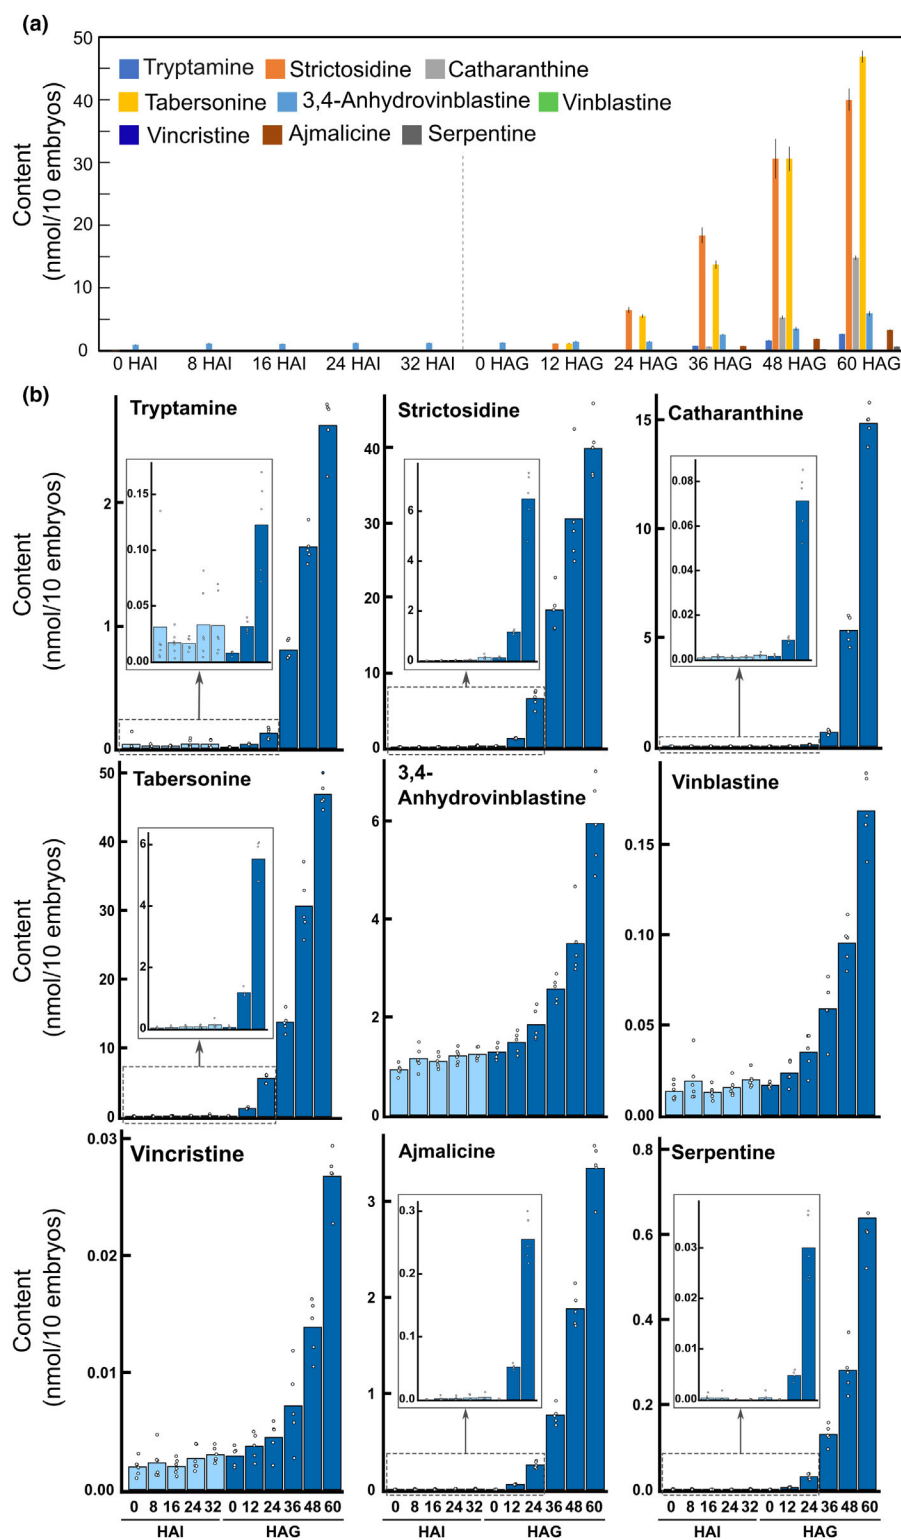 (a)
50
40
30
20
10
0
Content
(nmol/10 embryos)
Tryptamine Strictosidine Catharanthine
Tabersonine 3,4-Anhydrovinblastine Vinblastine
Vincristine Ajmalicine Serpentine
0 HAI 8 HAI 16 HAI 24 HAI 32 HAI 0 HAG 12 HAG 24 HAG 36 HAG 48 HAG 60 HAG
(b)
Content
(nmol/10 embryos)
Tryptamine
2
1
0
0.15
0.10
0.05
0.00
Strictosidine
40
30
20
10
0
6
4
2
0
Catharanthine
15
10
5
0
0.08
0.06
0.04
0.02
0.00
Content
(nmol/10 embryos)
Tabersonine
50
40
30
20
10
0
6
4
2
0
3,4-
Anhydrovinblastine
6
4
2
0
Vinblastine
0.15
0.10
0.05
0.00
Content
(nmol/10 embryos)
Vincristine
0.03
0.02
0.01
0.00
0 8 16 24 32 0 12 24 36 48 60
HAI HAG
Ajmalicine
3
2
1
0
0.3
0.2
0.1
0.0
0 8 16 24 32 0 12 24 36 48 60
HAI HAG
Serpentine
0.8
0.6
0.4
0.2
0.0
0.03
0.02
0.01
0.00
0 8 16 24 32 0 12 24 36 48 60
HAI HAG